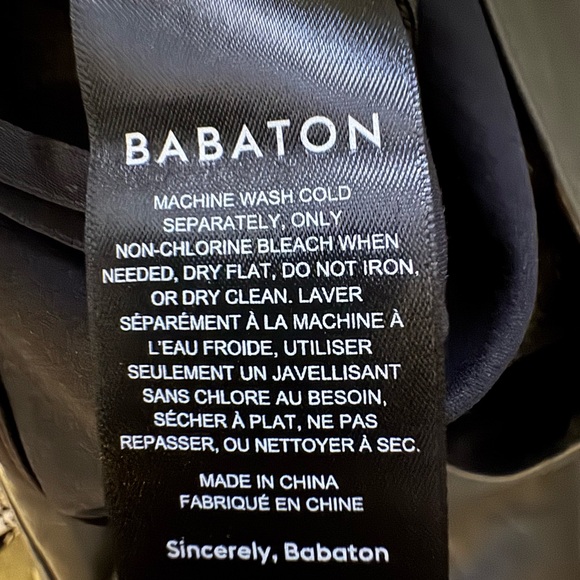 BABATON
MACHINE WASH COLD
SEPARATELY, ONLY
NON-CHLORINE BLEACH WHEN
NEEDED, DRY FLAT, DO NOT IRON,
OR DRY CLEAN. LAVER
SÉPARÉMENT À LA MACHINE À
L'EAU FROIDE, UTILISER
SEULEMENT UN JAVELLISANT
SANS CHLORE AU BESOIN,
SÉCHER À PLAT, NE PAS
REPASSER, OU NETTOYER À SEC.
MADE IN CHINA
FABRIQUÉ EN CHINE
Sincerely, Babaton